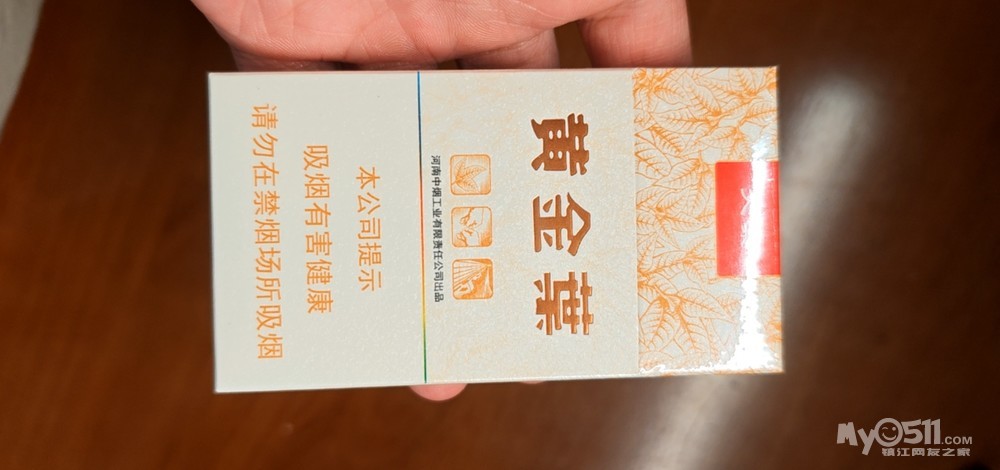 黄金葉
河南中烟工业有限责任公司出品
本公司提示
吸烟有害健康
请勿在禁烟场所吸烟
My0511.COM
镇江网友之家